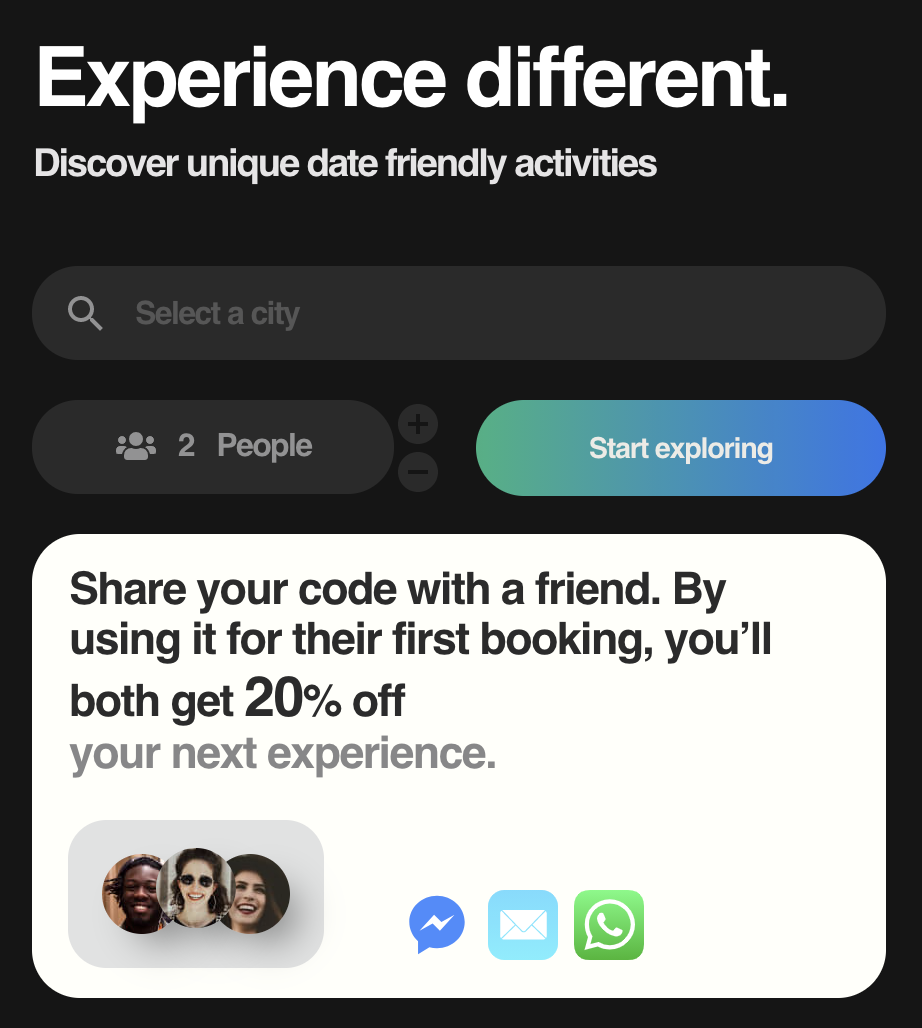 Experience different.
Discover unique date friendly activities
Select a city
2 People
Start exploring
Share your code with a friend. By
using it for their first booking, you’ll
both get 20% off
your next experience.